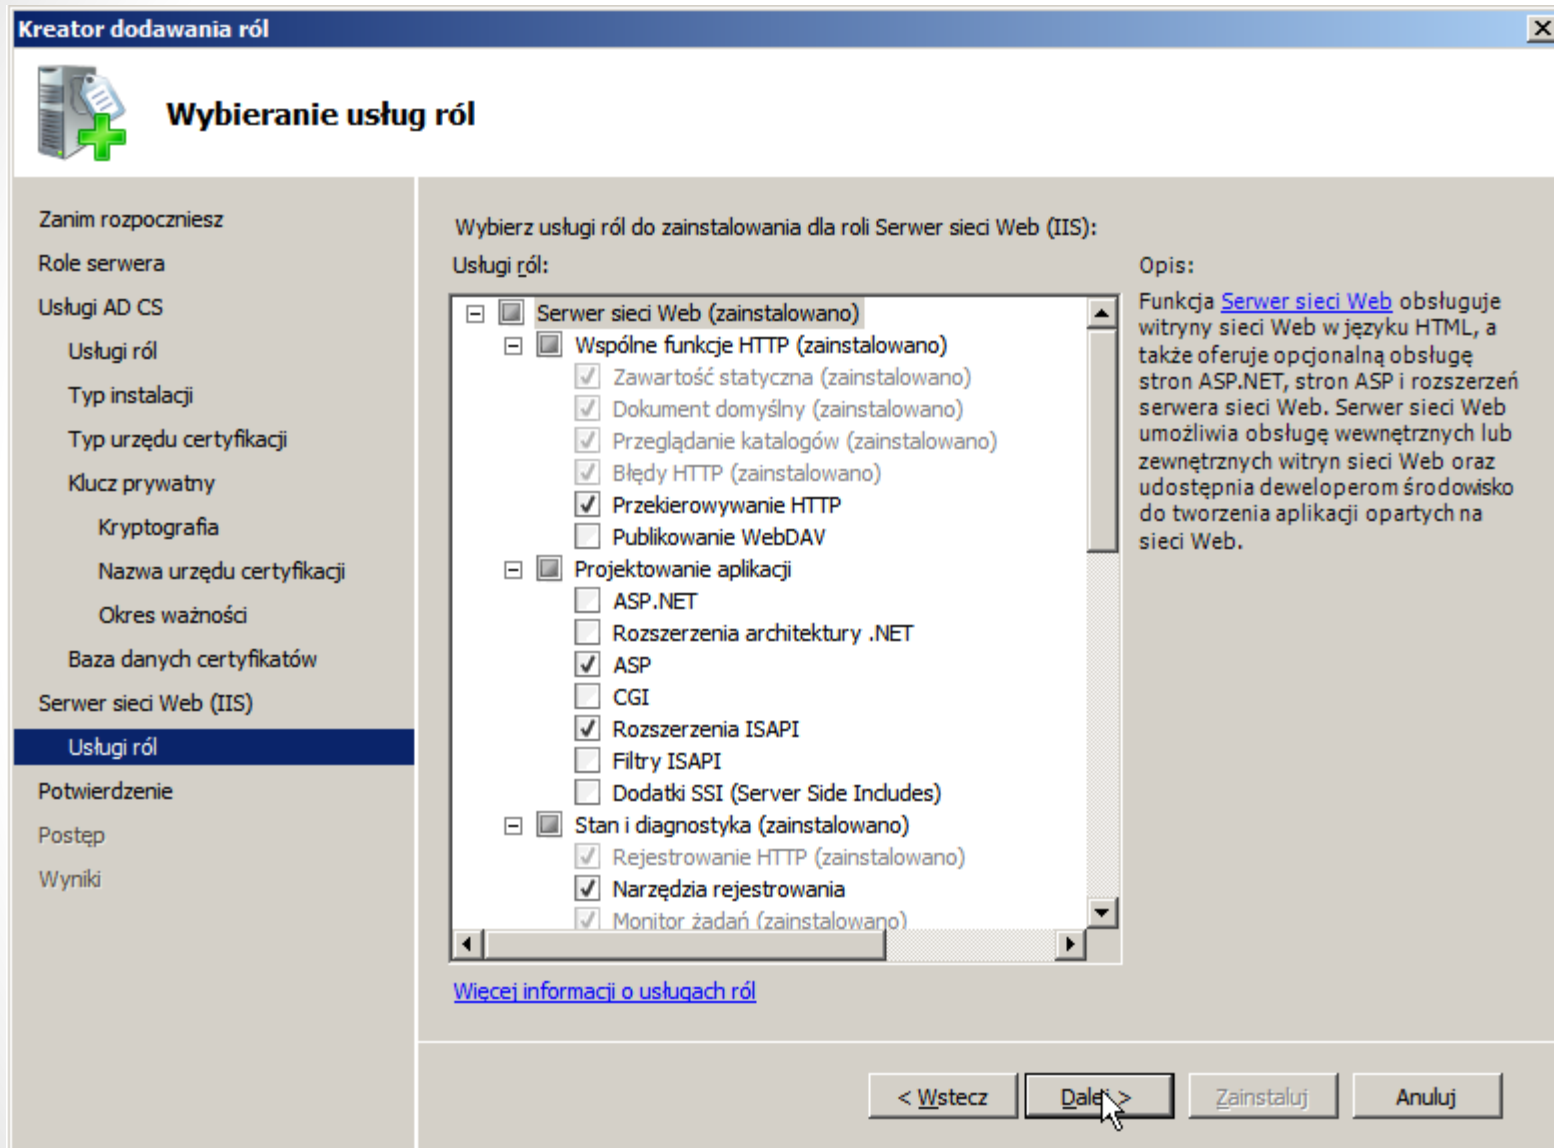 Kreator dodawania ról
Wybieranie usług ról
Zanim rozpoczniesz
Role serwera
Usługi AD CS
Usługi ról
Typ instalacji
Typ urzędu certyfikacji
Klucz prywatny
Kryptografia
Nazwa urzędu certyfikacji
Okres ważności
Baza danych certyfikatów
Serwer sieci Web (IIS)
Usługi ról
Potwierdzenie
Postęp
Wyniki
Wybierz usługi ról do zainstalowania dla roli Serwer sieci Web (IIS):
Usługi ról:
Serwer sieci Web (zainstalowano)
Wspólne funkcje HTTP (zainstalowano)
Zawartość statyczna (zainstalowano)
Dokument domyślny (zainstalowano)
Przeglądanie katalogów (zainstalowano)
Błędy HTTP (zainstalowano)
Przekierowywanie HTTP
Publikowanie WebDAV
Projektowanie aplikacji
ASP.NET
Rozszerzenia architektury .NET
ASP
CGI
Rozszerzenia ISAPI
Filtry ISAPI
Dodatki SSI (Server Side Includes)
Stan i diagnostyka (zainstalowano)
Rejestrowanie HTTP (zainstalowano)
Narzędzia rejestrowania
Monitor żądań (zainstalowano)
Więcej informacji o usługach ról
Opis:
Funkcja Serwer sieci Web obsługuje
witryny sieci Web w języku HTML, a
także oferuje opcjonalną obsługę
stron ASP.NET, stron ASP i rozszerzeń
serwera sieci Web. Serwer sieci Web
umożliwia obsługę wewnętrznych lub
zewnętrznych witryn sieci Web oraz
udostępnia deweloperom środowisko
do tworzenia aplikacji opartych na
sieci Web.
< Wstecz
Dalej >
Zainstaluj
Anuluj